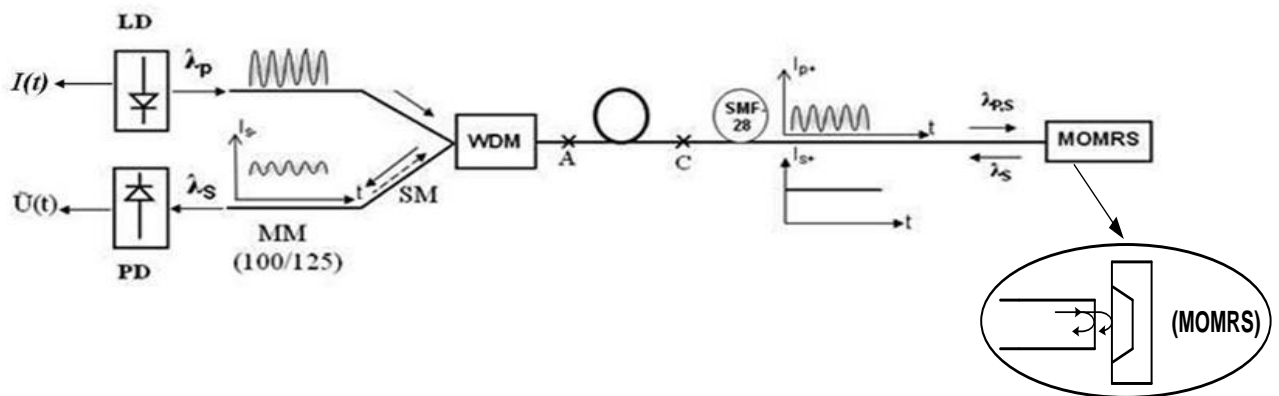 LD
I(t)
λp
Is-
t
WDM
A
C
SMF-
28
Ip+
t
λP,S
MOMRS
λS
Is+
t
Ũ(t)
λS
SM
MM
(100/125)
PD
(MOMRS)